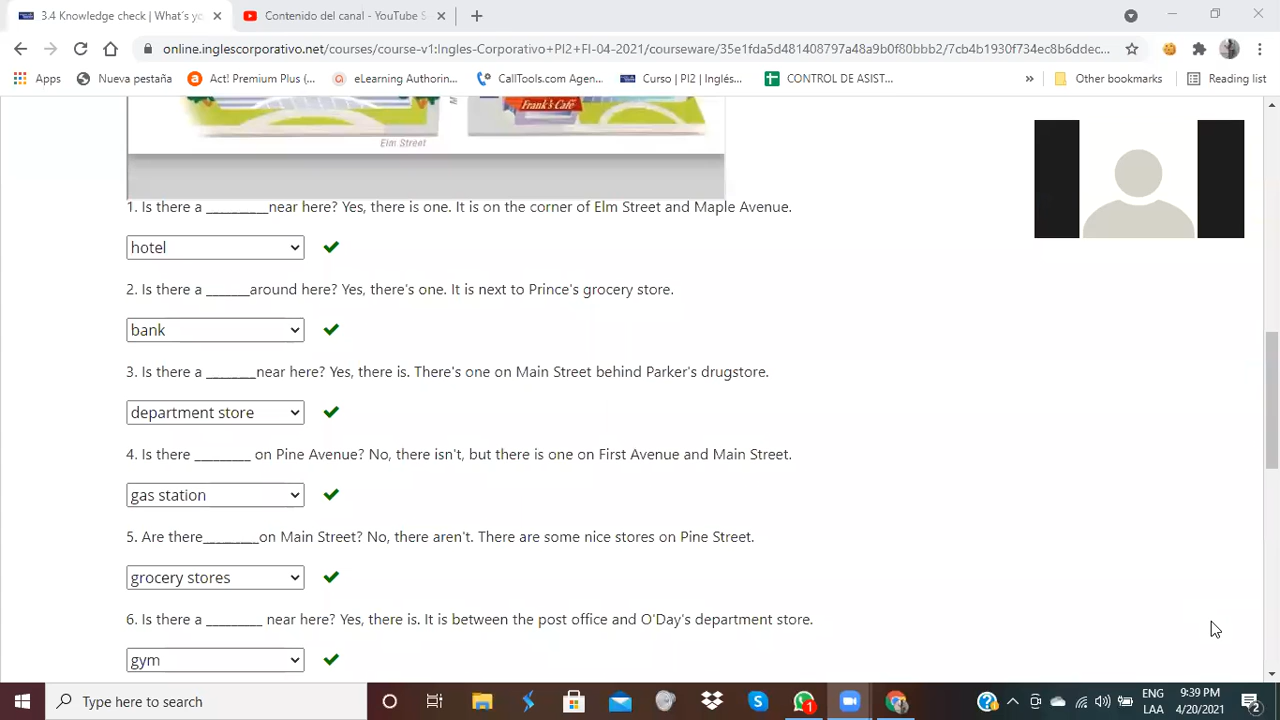 3.4 Knowledge check | What's yo
Contenido del canal - YouTube S
online.inglescorporativo.net/courses/course-v1:Ingles-Corporativo+PI2+FI-04-2021/courseware/35e1fda5d481408797a48a9b0f80bbb2/7cb4b1930f734ec8b6ddec...
Apps
Nueva pestaña
Act! Premium Plus (...
eLearning Authorin...
CallTools.com Agen...
Curso | PI2 | Inglés...
CONTROL DE ASIST...
»
Other bookmarks
Reading list
Frank's Café
Elm Street
1. Is there a _________near here? Yes, there is one. It is on the corner of Elm Street and Maple Avenue.
hotel
2. Is there a ______around here? Yes, there's one. It is next to Prince's grocery store.
bank
3. Is there a _______near here? Yes, there is. There's one on Main Street behind Parker's drugstore.
department store
4. Is there ________ on Pine Avenue? No, there isn't, but there is one on First Avenue and Main Street.
gas station
5. Are there________on Main Street? No, there aren't. There are some nice stores on Pine Street.
grocery stores
6. Is there a ________ near here? Yes, there is. It is between the post office and O'Day's department store.
gym
Type here to search
1
ENG
LAA
9:39 PM
4/20/2021
2